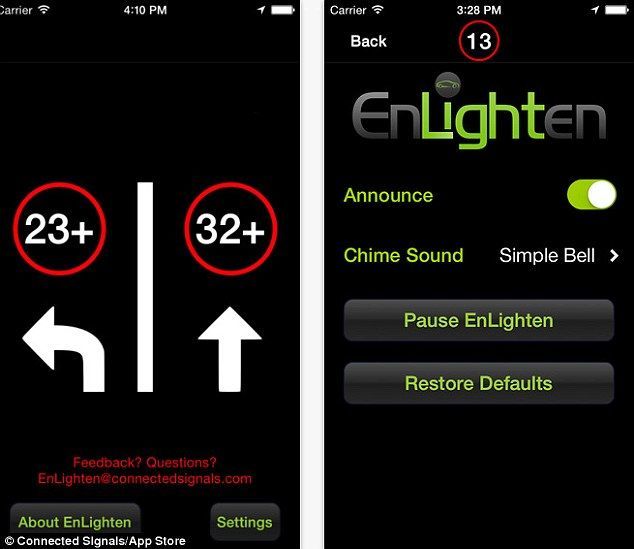 Carrier 4:10 PM
23+ 32+
Feedback? Questions?
EnLighten@connectedsignals.com
About EnLighten Settings
© Connected Signals/App Store
Carrier 3:28 PM
Back 13
EnLighten
Announce
Chime Sound Simple Bell
Pause EnLighten
Restore Defaults